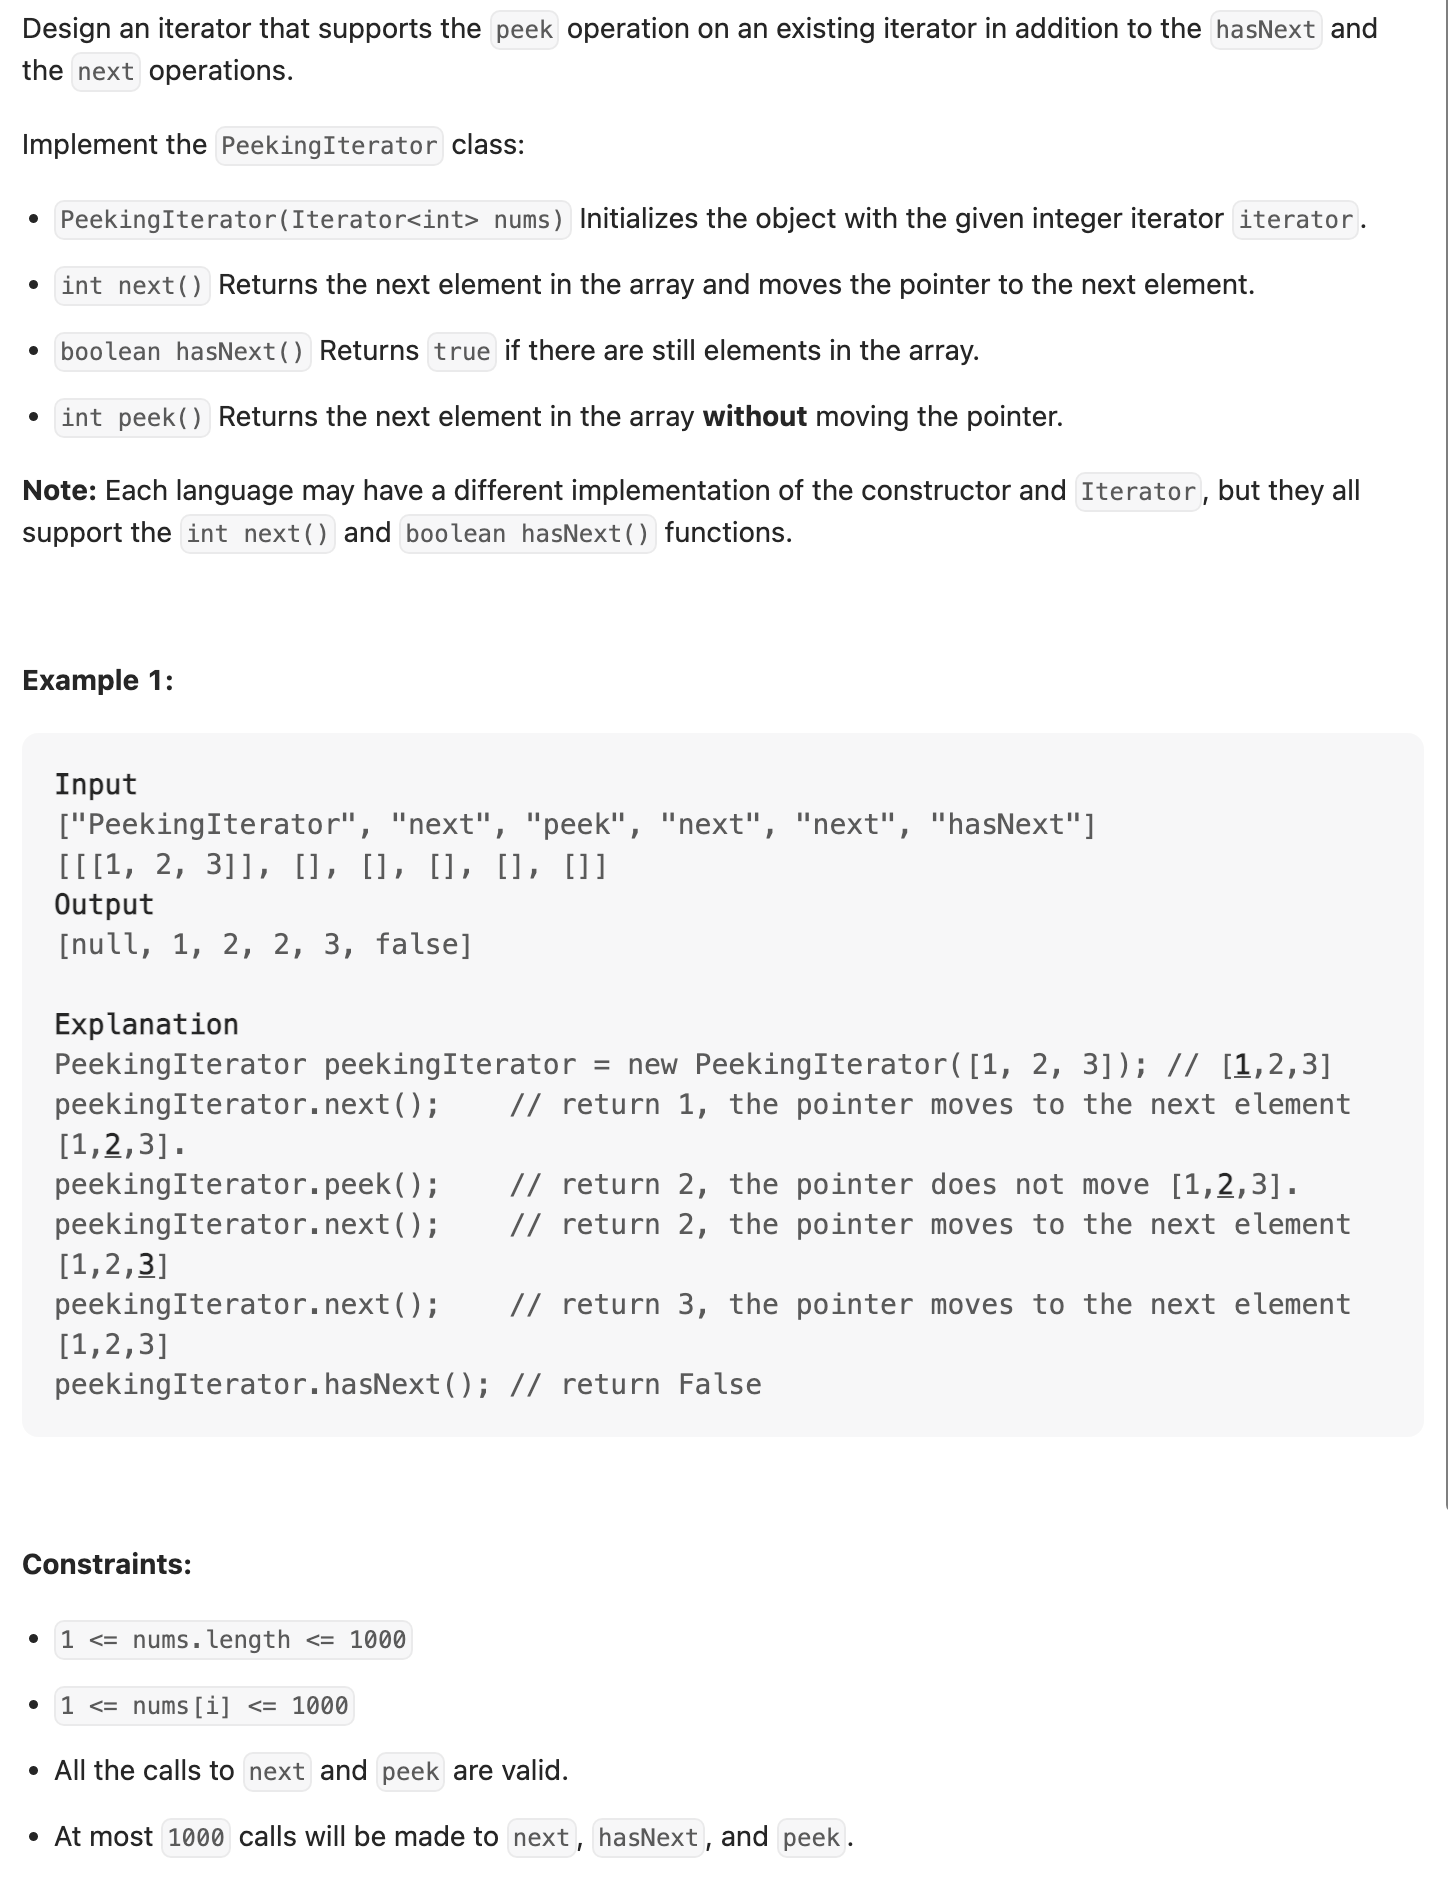 Design an iterator that supports the peek operation on an existing iterator in addition to the hasNext and
the next operations.
Implement the PeekingIterator class:
• PeekingIterator(Iterator<int> nums) Initializes the object with the given integer iterator iterator.
• int next() Returns the next element in the array and moves the pointer to the next element.
• boolean hasNext() Returns true if there are still elements in the array.
• int peek() Returns the next element in the array without moving the pointer.
Note: Each language may have a different implementation of the constructor and Iterator, but they all
support the int next() and boolean hasNext() functions.
Example 1:
Input
["PeekingIterator", "next", "peek", "next", "next", "hasNext"]
[[[1, 2, 3]], [], [], [], [], []]
Output
[null, 1, 2, 2, 3, false]
Explanation
PeekingIterator peekingIterator = new PeekingIterator([1, 2, 3]); // [1,2,3]
peekingIterator.next();    // return 1, the pointer moves to the next element
[1,2,3].
peekingIterator.peek();    // return 2, the pointer does not move [1,2,3].
peekingIterator.next();    // return 2, the pointer moves to the next element
[1,2,3]
peekingIterator.next();    // return 3, the pointer moves to the next element
[1,2,3]
peekingIterator.hasNext(); // return False
Constraints:
• 1 <= nums.length <= 1000
• 1 <= nums[i] <= 1000
• All the calls to next and peek are valid.
• At most 1000 calls will be made to next, hasNext, and peek.